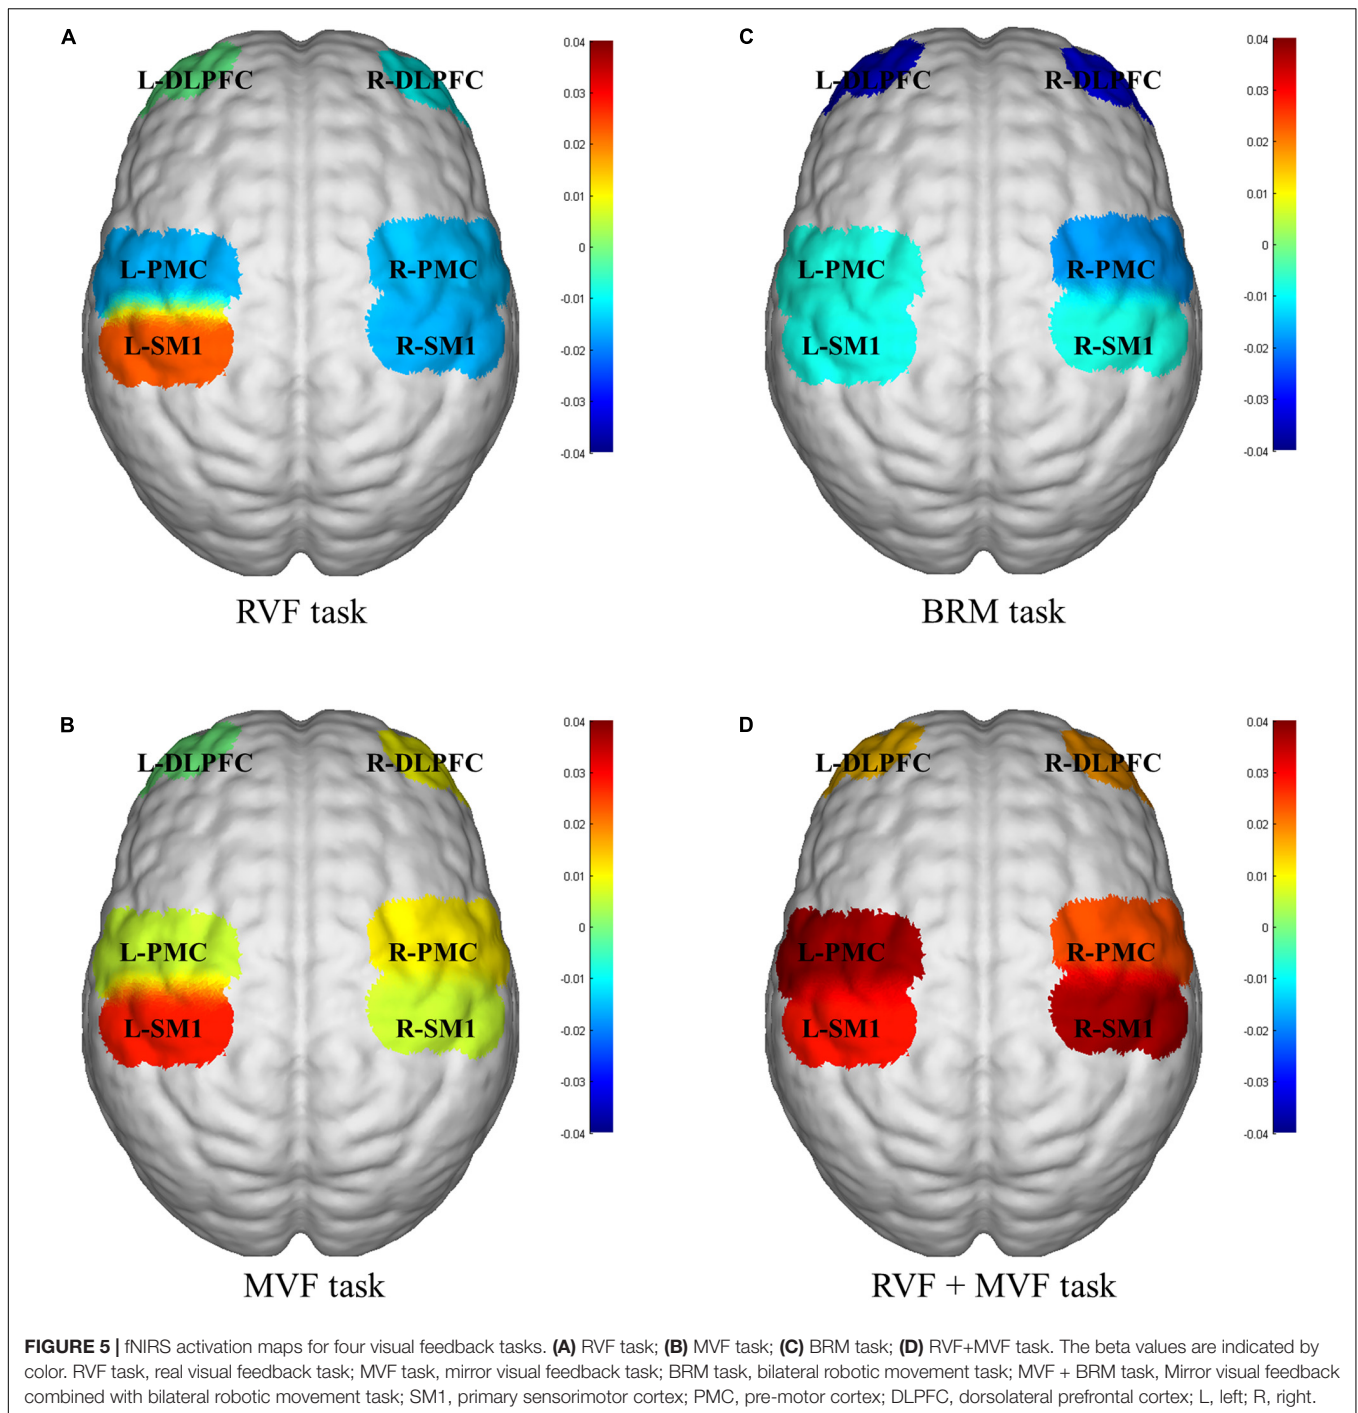 A
L-DLPFC
R-DLPFC
L-PMC
R-PMC
L-SM1
R-SM1
0.04
0.03
0.02
0.01
0
-0.01
-0.02
-0.03
-0.04
RVF task
C
L-DLPFC
R-DLPFC
L-PMC
R-PMC
L-SM1
R-SM1
0.04
0.03
0.02
0.01
0
-0.01
-0.02
-0.03
-0.04
BRM task
B
L-DLPFC
R-DLPFC
L-PMC
R-PMC
L-SM1
R-SM1
0.04
0.03
0.02
0.01
0
-0.01
-0.02
-0.03
-0.04
MVF task
D
L-DLPFC
R-DLPFC
L-PMC
R-PMC
L-SM1
R-SM1
0.04
0.03
0.02
0.01
0
-0.01
-0.02
-0.03
-0.04
RVF + MVF task
FIGURE 5 | fNIRS activation maps for four visual feedback tasks. (A) RVF task; (B) MVF task; (C) BRM task; (D) RVF+MVF task. The beta values are indicated by
color. RVF task, real visual feedback task; MVF task, mirror visual feedback task; BRM task, bilateral robotic movement task; MVF + BRM task, Mirror visual feedback
combined with bilateral robotic movement task; SM1, primary sensorimotor cortex; PMC, pre-motor cortex; DLPFC, dorsolateral prefrontal cortex; L, left; R, right.